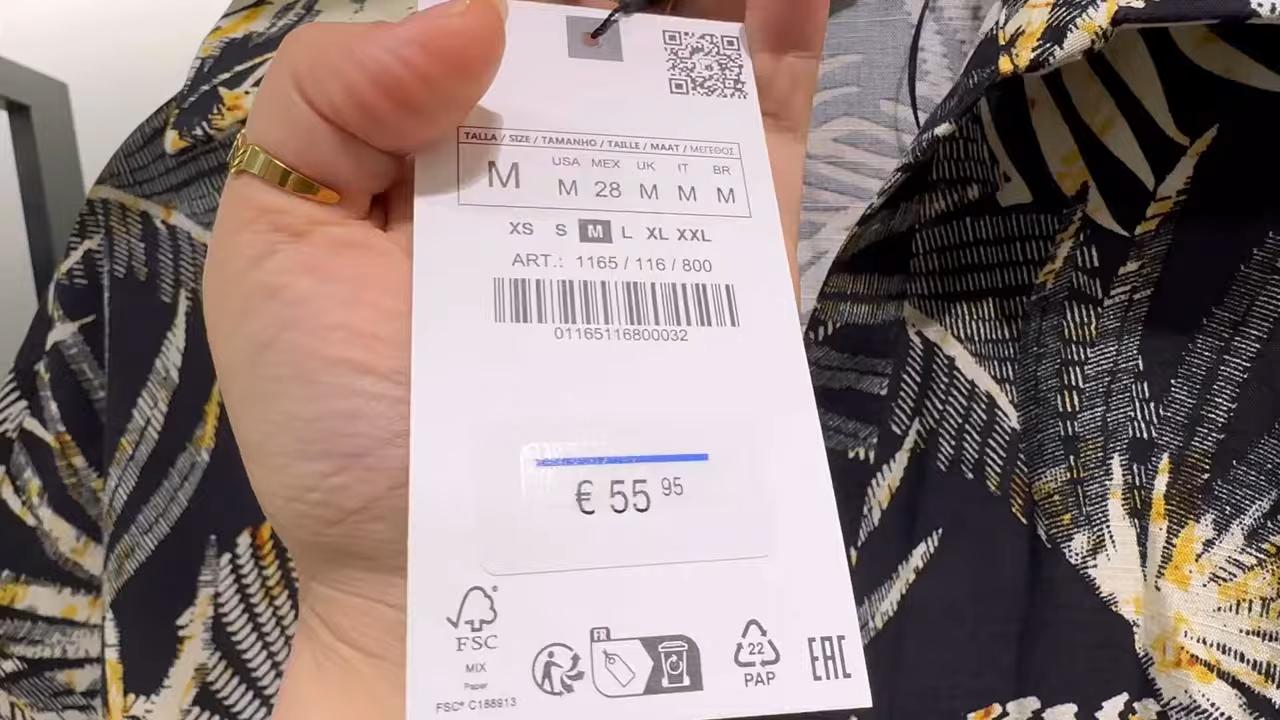 TALLA / SIZE / TAMANHO / TAILLE / MAAT / ΜΕΓΕΘΟΣ
M
USA MEX UK IT BR
M 28 M M M
XS S M L XL XXL
ART.: 1165 / 116 / 800
01165116800032
€ 55 95
FSC®
MIX
Paper
FSC® C188913
FR
22
PAP
EAC